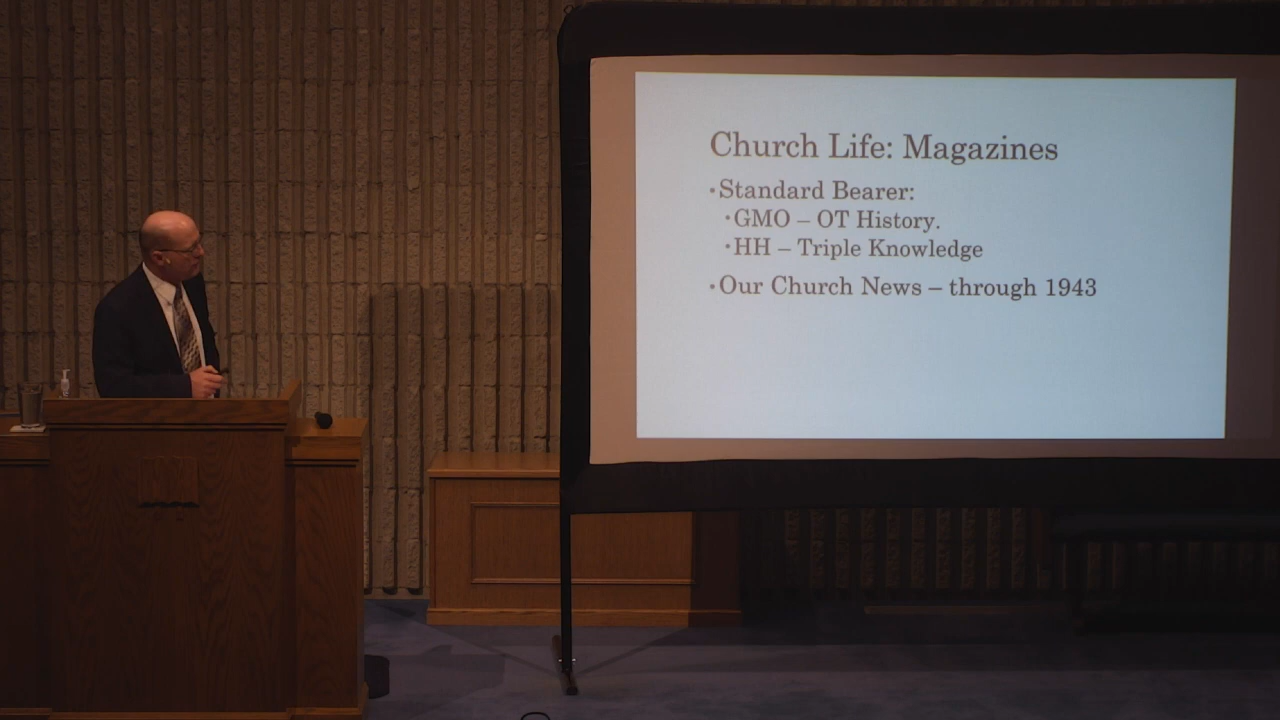 Church Life: Magazines
•Standard Bearer:
•GMO – OT History.
•HH – Triple Knowledge
•Our Church News – through 1943